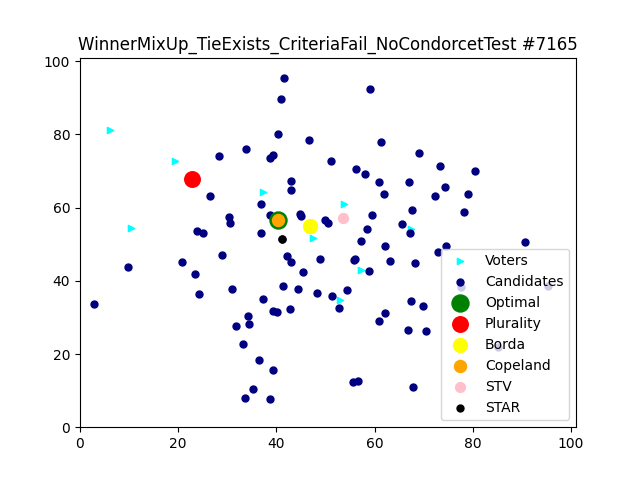 WinnerMixUp_TieExists_CriteriaFail_NoCondorcetTest #7165
100
80
60
40
20
0
Voters
Candidates
Optimal
Plurality
Borda
Copeland
STV
STAR
0 20 40 60 80 100